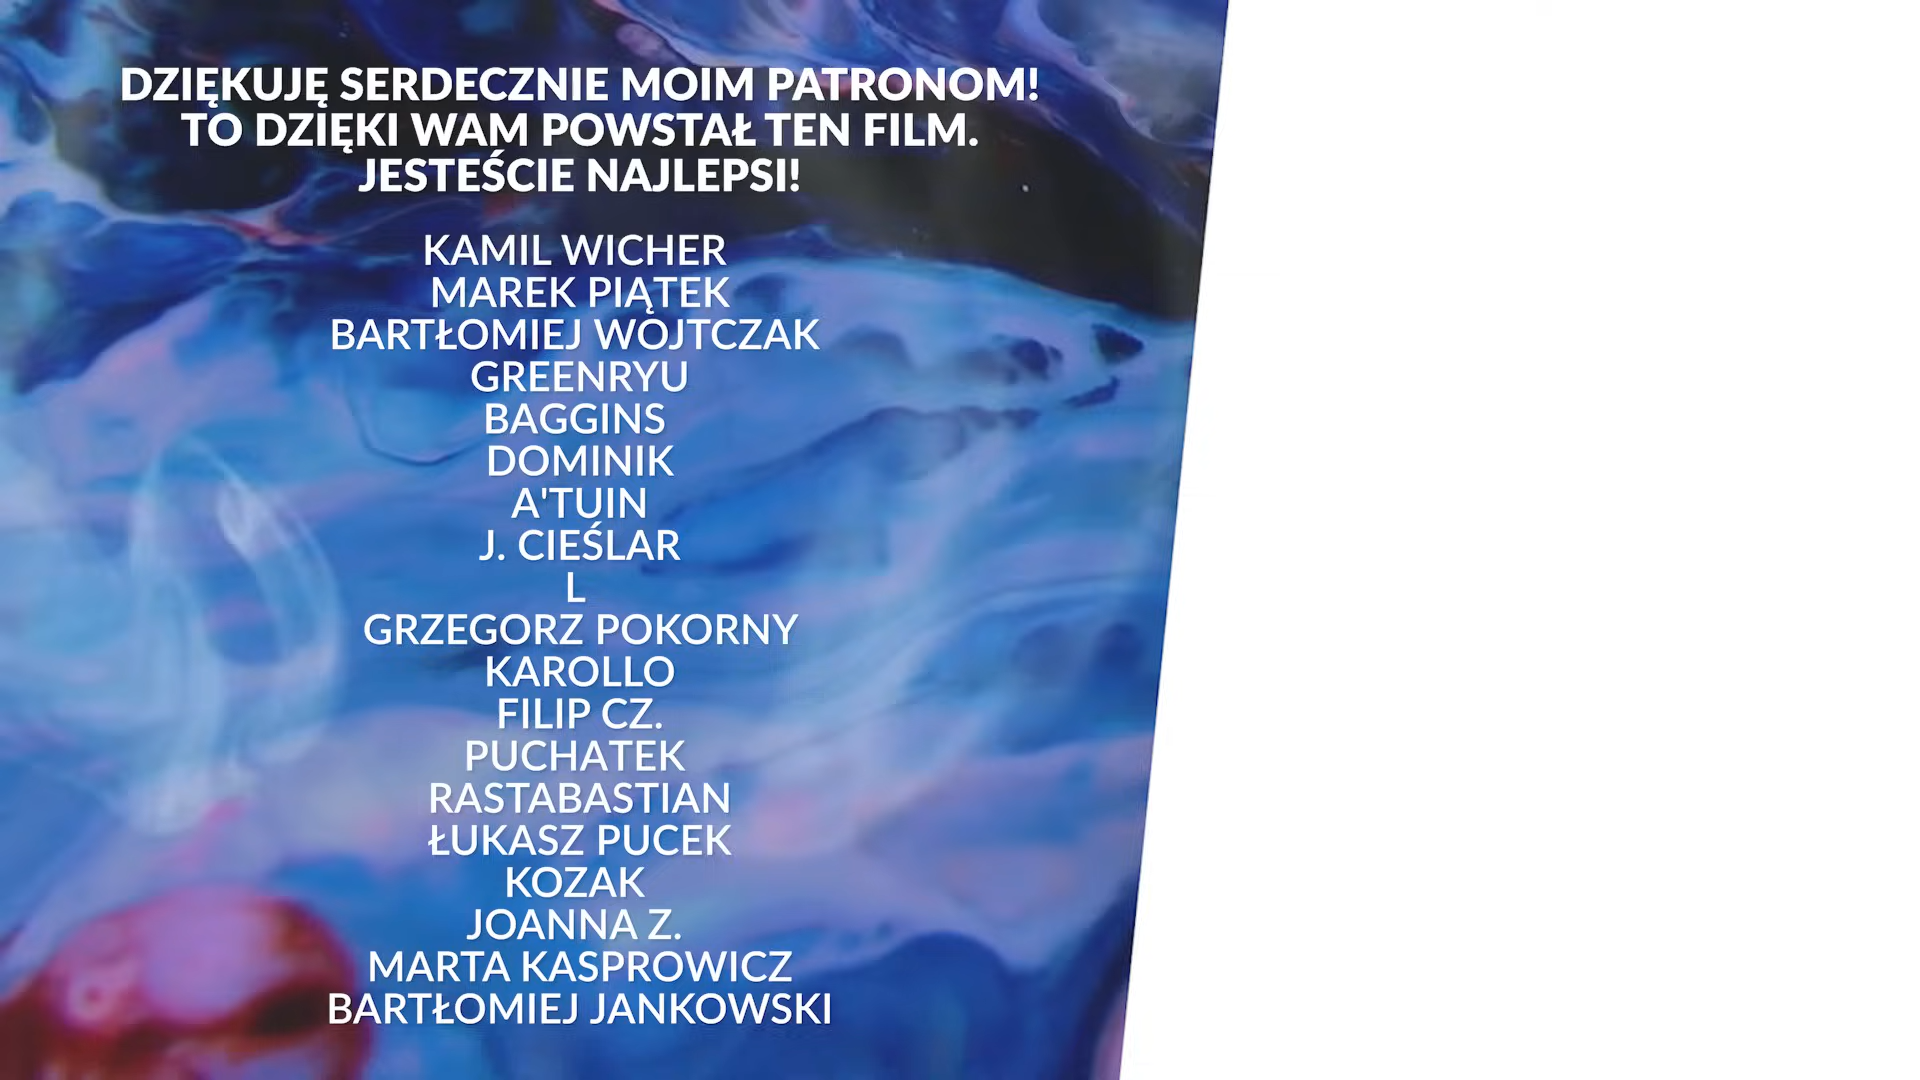 DZIĘKUJĘ SERDECZNIE MOIM PATRONOM!
TO DZIĘKI WAM POWSTAŁ TEN FILM.
JESTEŚCIE NAJLEPSI!
KAMIL WICHER
MAREK PIĄTEK
BARTŁOMIEJ WOJTCZAK
GREENRYU
BAGGINS
DOMINIK
A'TUIN
J. CIEŚLAR
L
GRZEGORZ POKORNY
KAROLLO
FILIP CZ.
PUCHATEK
RASTABASTIAN
ŁUKASZ PUCEK
KOZAK
JOANNA Z.
MARTA KASPROWICZ
BARTŁOMIEJ JANKOWSKI